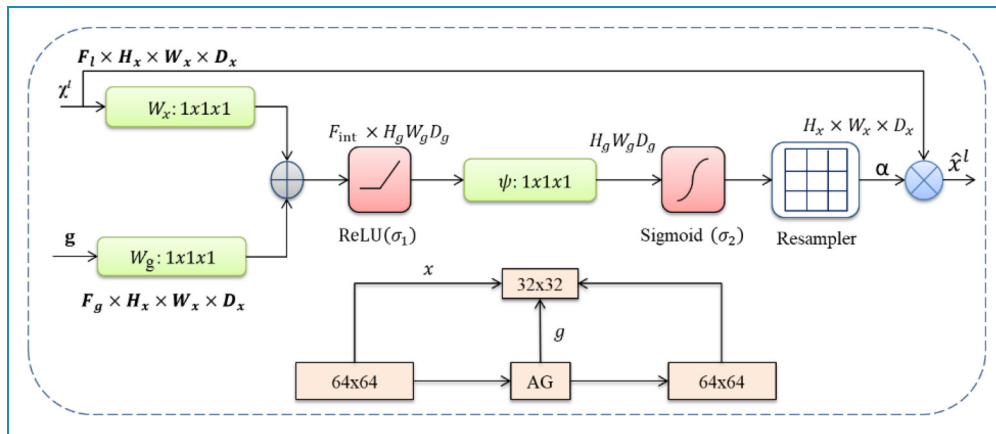 F_l × H_x × W_x × D_x
χ^l
W_x: 1x1x1
F_int × H_g W_g D_g
H_g W_g D_g
H_x × W_x × D_x
ψ: 1x1x1
α
x̂^l
ReLU(σ_1)
Sigmoid (σ_2)
Resampler
g
W_g: 1x1x1
F_g × H_x × W_x × D_x
x
32x32
g
64x64
AG
64x64